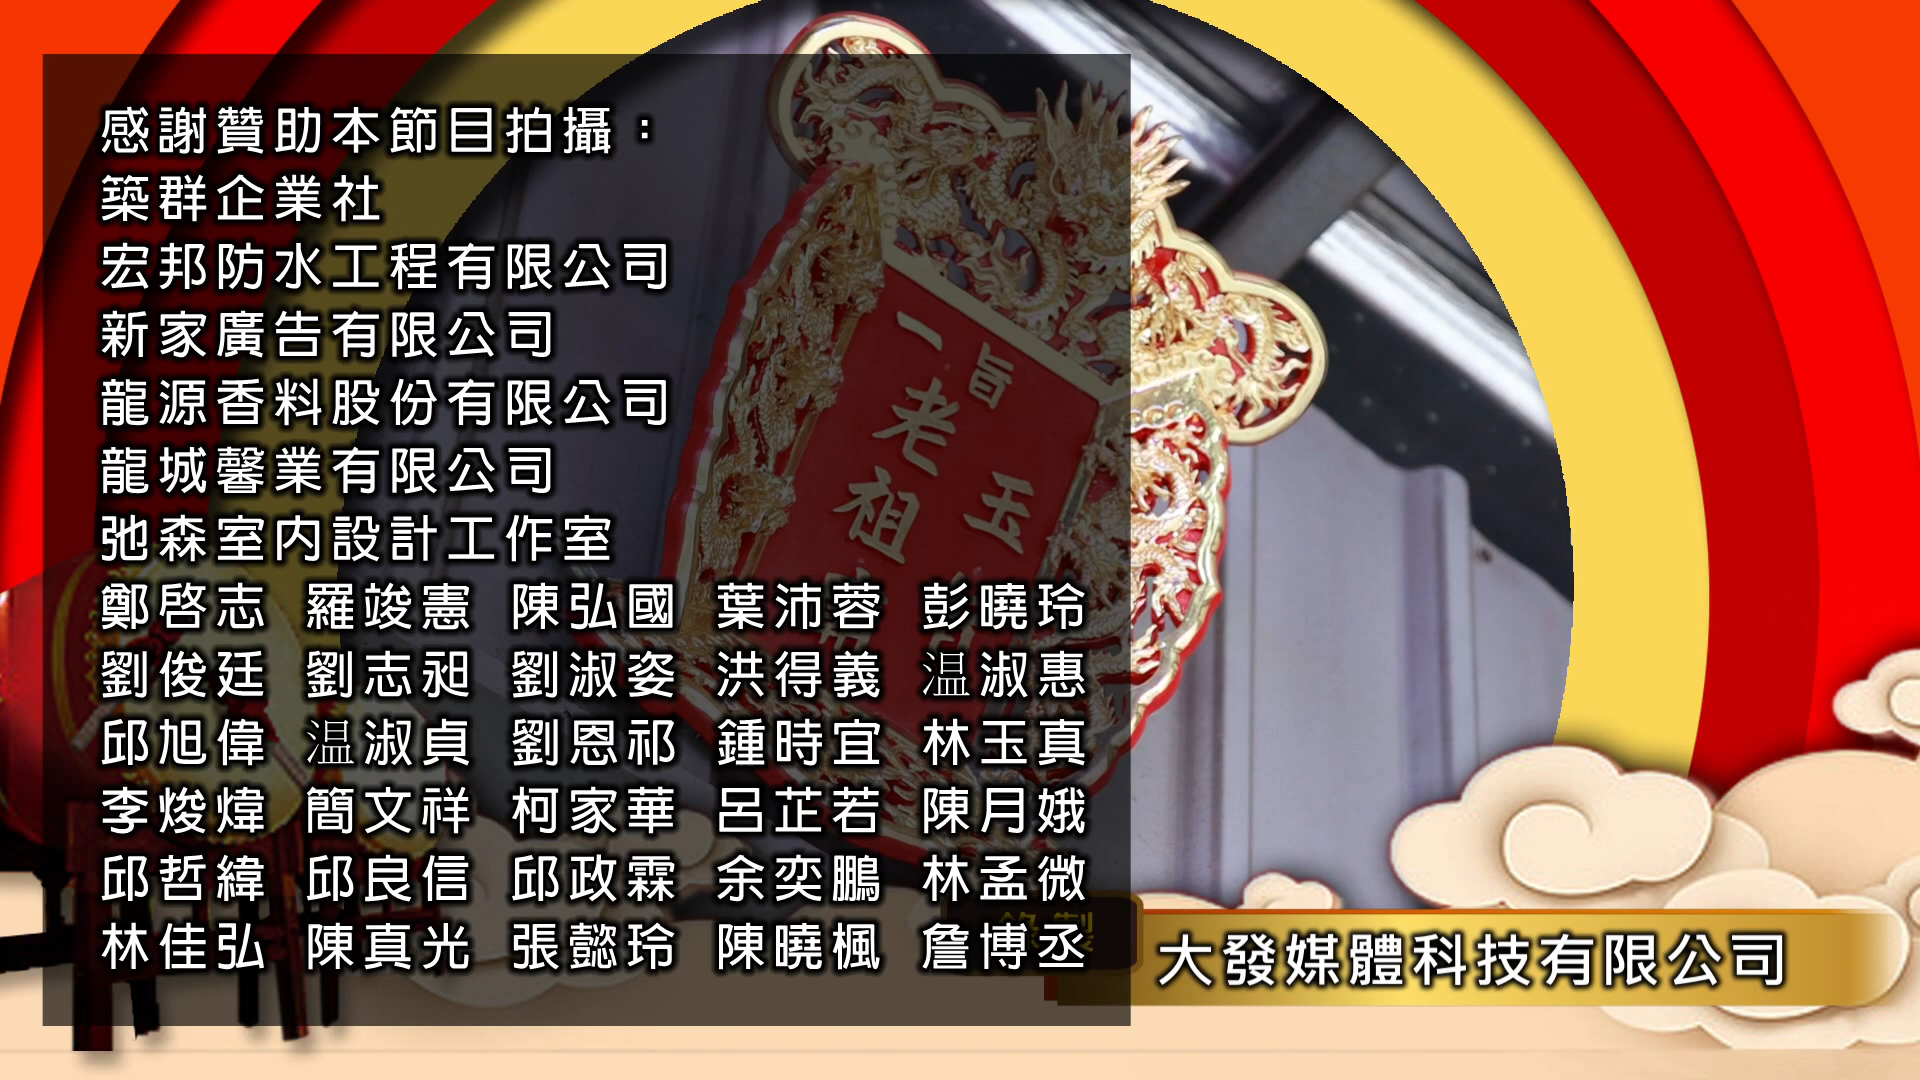 感謝贊助本節目拍攝：
築群企業社
宏邦防水工程有限公司
新家廣告有限公司
龍源香料股份有限公司
龍城馨業有限公司
弛森室内設計工作室
鄭啓志 羅竣憲 陳弘國 葉沛蓉 彭曉玲
劉俊廷 劉志昶 劉淑姿 洪得義 温淑惠
邱旭偉 温淑貞 劉恩祁 鍾時宜 林玉真
李焌煒 簡文祥 柯家華 呂芷若 陳月娥
邱哲緯 邱良信 邱政霖 余奕鵬 林孟微
林佳弘 陳真光 張懿玲 陳曉楓 詹博丞
大發媒體科技有限公司
玉
旨
一老祖